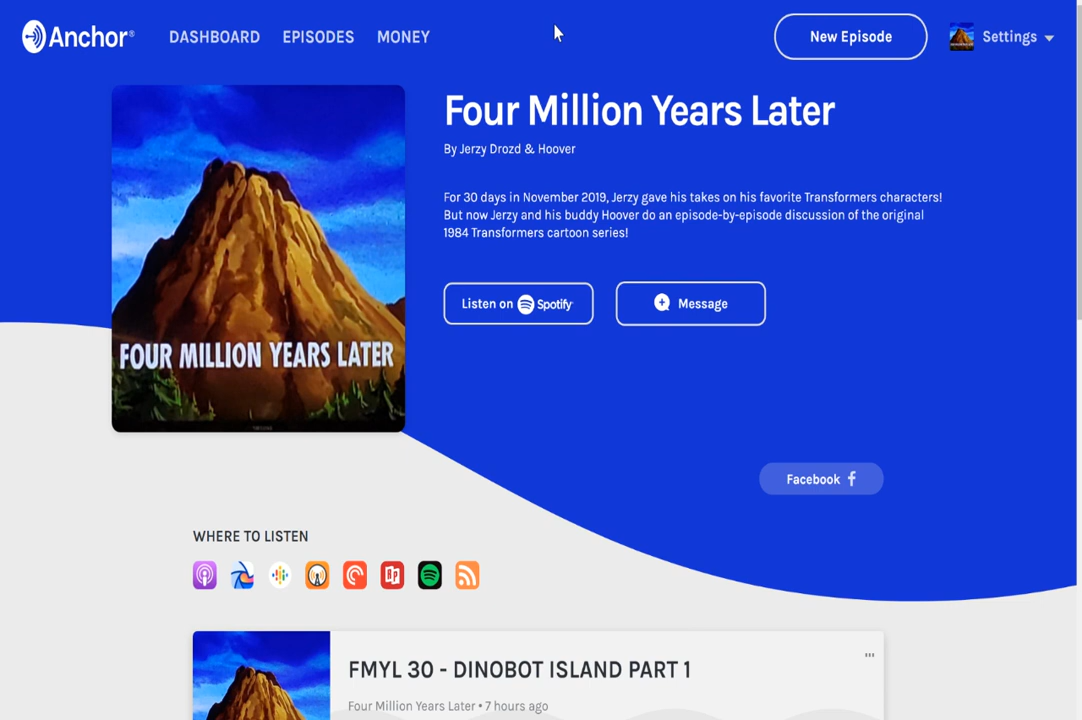 Anchor®
DASHBOARD EPISODES MONEY
New Episode
Settings
Four Million Years Later
By Jerzy Drozd & Hoover
For 30 days in November 2019, Jerzy gave his takes on his favorite Transformers characters!
But now Jerzy and his buddy Hoover do an episode-by-episode discussion of the original
1984 Transformers cartoon series!
Listen on Spotify
Message
FOUR MILLION YEARS LATER
Facebook f
WHERE TO LISTEN
FMYL 30 - DINOBOT ISLAND PART 1
Four Million Years Later • 7 hours ago